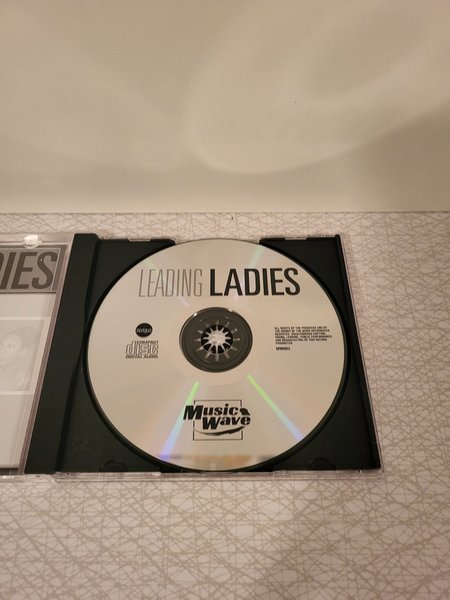 DIES
LEADING LADIES
COMPACT
disc
DIGITAL AUDIO
ALL RIGHTS OF THE PRODUCER AND OF
THE OWNER OF THE WORK REPRODUCED
RESERVED. UNAUTHORISED COPYING,
HIRING, LENDING, PUBLIC PERFORMANCE
AND BROADCASTING OF THIS RECORD
PROHIBITED
Music
Wave